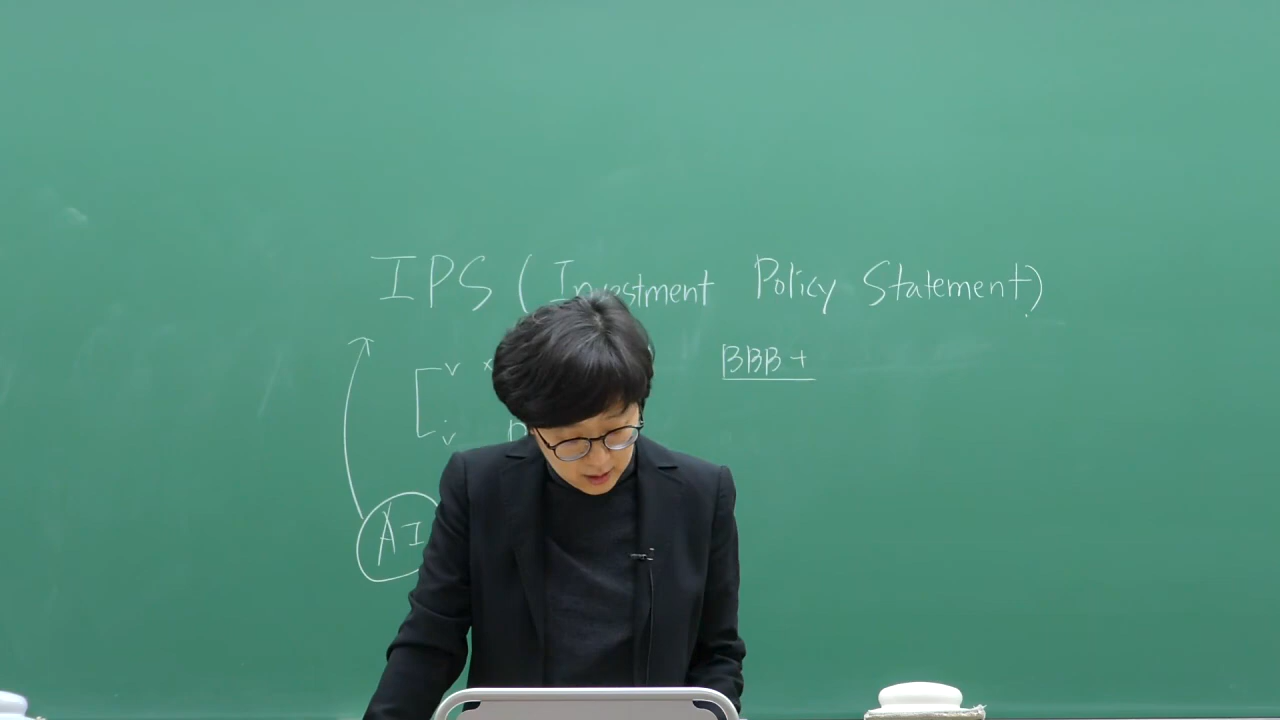 IPS ( Investment Policy Statement)
BBB +
AI